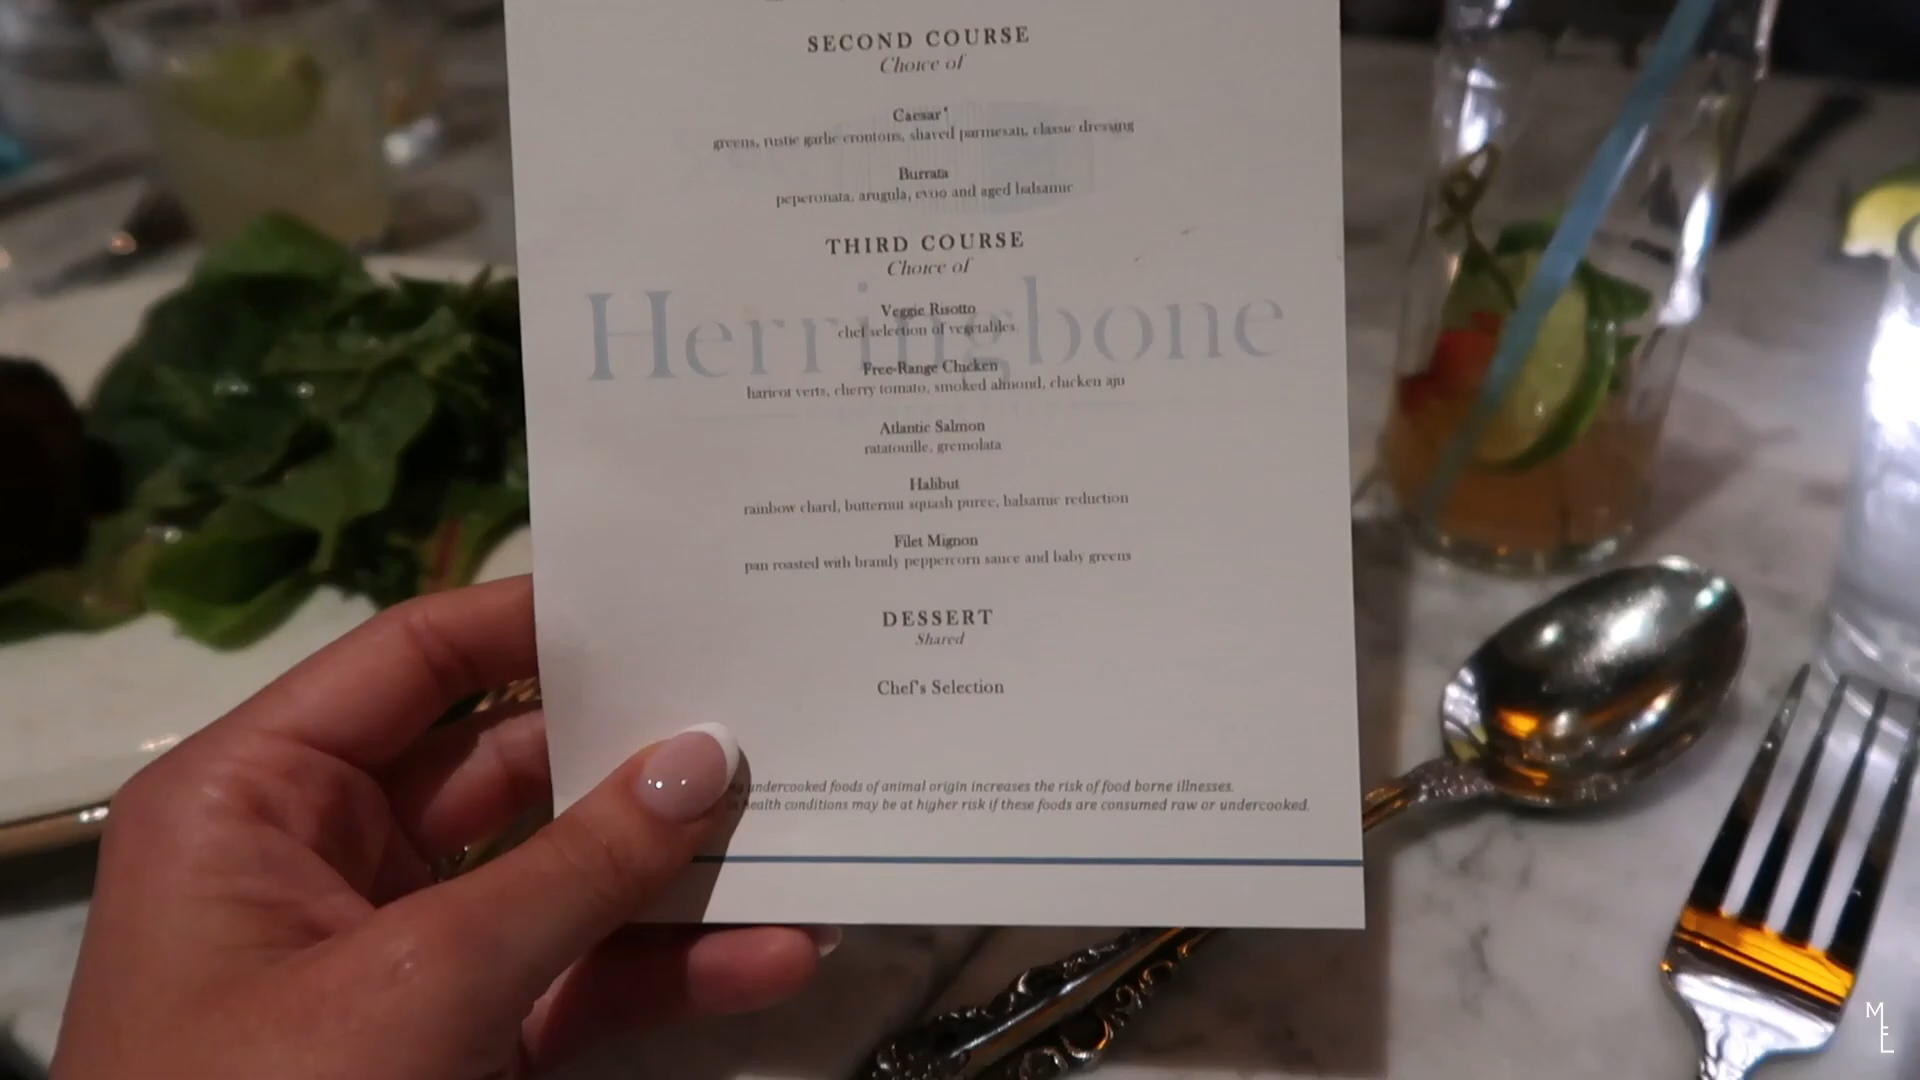 SECOND COURSE
Choice of
Caesar*
greens, rustic garlic croutons, shaved parmesan, classic dressing
Burrata
peperonata, arugula, evoo and aged balsamic
THIRD COURSE
Choice of
Herringbone
Veggie Risotto
chef selection of vegetables
Free-Range Chicken
haricot verts, cherry tomato, smoked almond, chicken aju
Atlantic Salmon
ratatouille, gremolata
Halibut
rainbow chard, butternut squash puree, balsamic reduction
Filet Mignon
pan roasted with brandy peppercorn sauce and baby greens
DESSERT
Shared
Chef's Selection
undercooked foods of animal origin increases the risk of food borne illnesses.
health conditions may be at higher risk if these foods are consumed raw or undercooked.
MEL